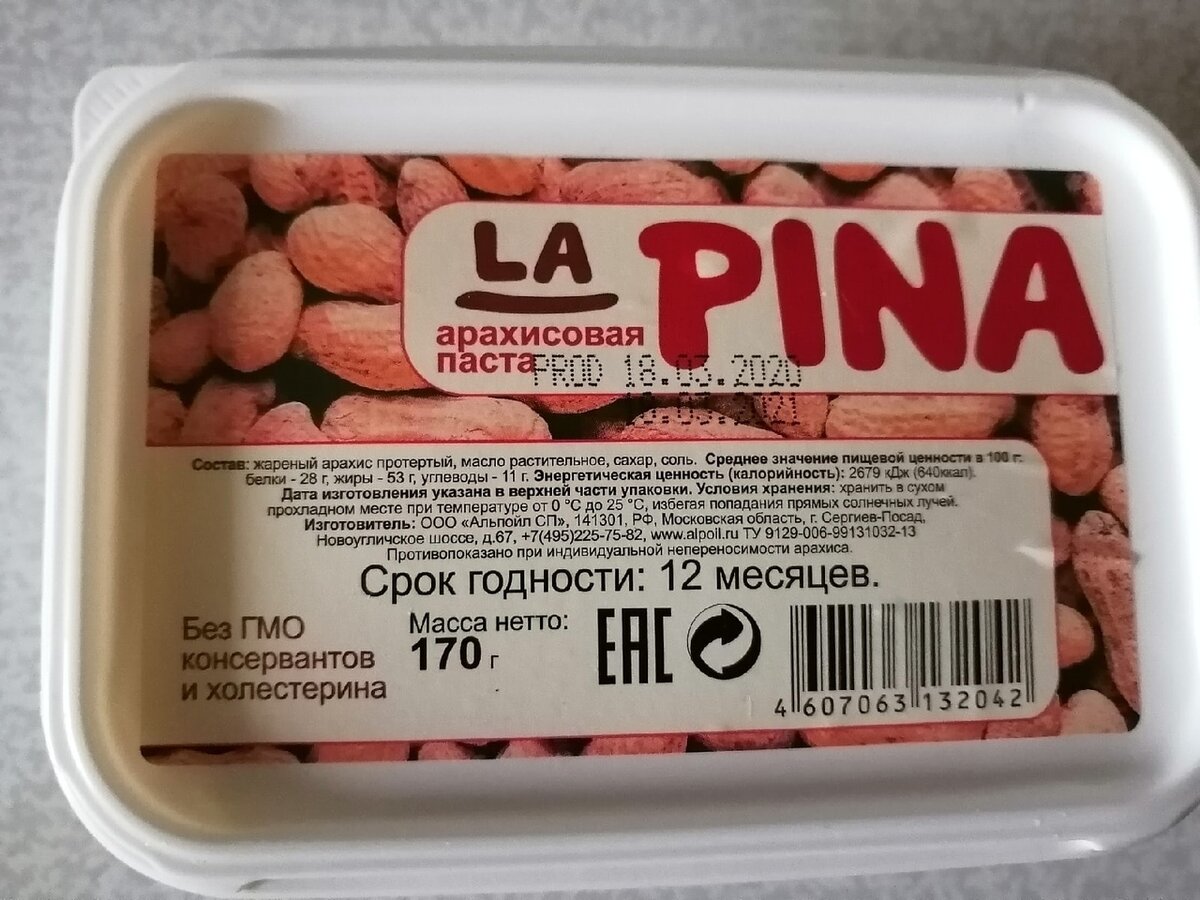 LA PINA
арахисовая
паста
PROD 18.03.2020
18.03.2021
Состав: жареный арахис протертый, масло растительное, сахар, соль. Среднее значение пищевой ценности в 100 г:
белки - 28 г, жиры - 53 г, углеводы - 11 г. Энергетическая ценность (калорийность): 2679 кДж (640ккал).
Дата изготовления указана в верхней части упаковки. Условия хранения: хранить в сухом
прохладном месте при температуре от 0 °С до 25 °С, избегая попадания прямых солнечных лучей.
Изготовитель: ООО «Альпойл СП», 141301, РФ, Московская область, г. Сергиев-Посад,
Новоугличское шоссе, д.67, +7(495)225-75-82, www.alpoil.ru ТУ 9129-006-99131032-13
Противопоказано при индивидуальной непереносимости арахиса.
Срок годности: 12 месяцев.
Без ГМО
консервантов
и холестерина
Масса нетто:
170 г
EAC
4 607063 132042